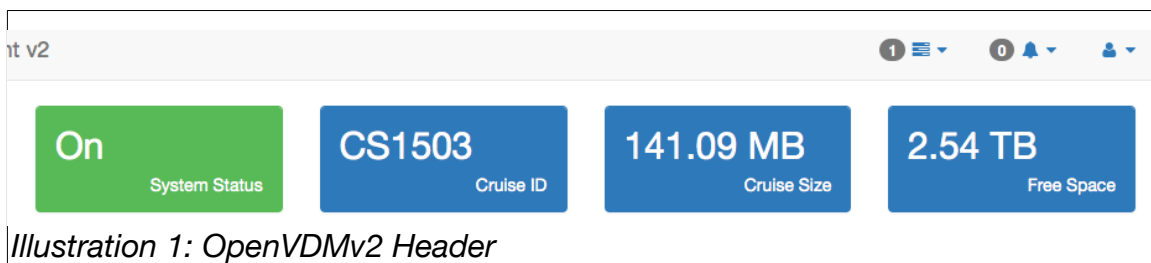 nt v2
1 0
On CS1503 141.09 MB 2.54 TB
System Status Cruise ID Cruise Size Free Space
Illustration 1: OpenVDMv2 Header